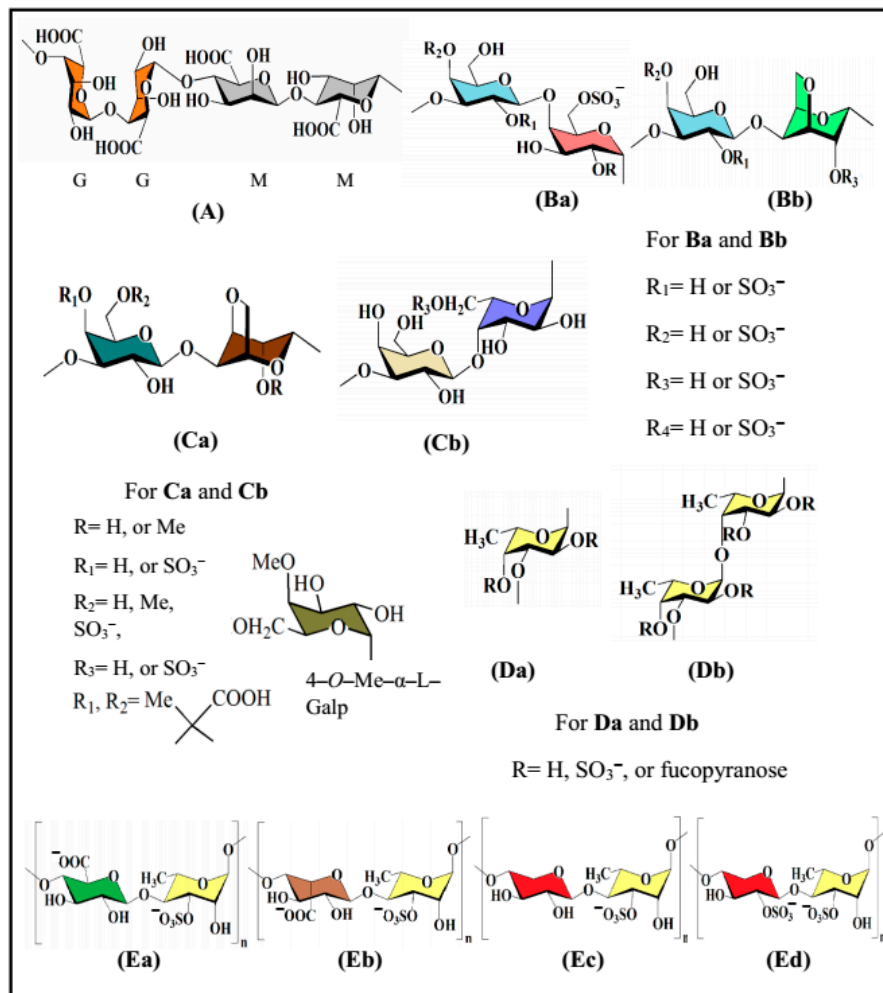 HOOC
OH
HOOC
OH
O
O
O
O
O
OH
O
O
OH
HO
O
HO
O
O
OH
HOOC
HOOC
OH
G G M M
(A)
R₂
O
OH
O
O
O
OR₁
OSO₃⁻
O
HO
OR
(Ba)
R₂
O
OH
O
O
O
O
O
OR₁
OR₃
(Bb)
For Ba and Bb
R₁= H or SO₃⁻
R₂= H or SO₃⁻
R₃= H or SO₃⁻
R₄= H or SO₃⁻
R₁
O
OR₂
O
O
O
OH
O
O
OR
(Ca)
HO
OH
O
O
OH
O
R₃OH₂C
O
HO
OH
(Cb)
For Ca and Cb
R= H, or Me
R₁= H, or SO₃⁻
R₂= H, Me,
SO₃⁻,
R₃= H, or SO₃⁻
R₁, R₂= Me
COOH
MeO
HO
OH
OH₂C
O
4–O–Me–α–L–
Galp
H₃C
O
OR
O
RO
(Da)
H₃C
O
OR
RO
O
H₃C
O
OR
RO
O
(Db)
For Da and Db
R= H, SO₃⁻, or fucopyranose
⁻OOC
O
O
HO
OH
O
H₃C
O
O
⁻O₃SO
OH
n
(Ea)
O
O
HO
⁻OOC
OH
O
H₃C
O
O
⁻O₃SO
OH
n
(Eb)
O
O
HO
OH
O
H₃C
O
O
⁻O₃SO
OH
n
(Ec)
O
O
HO
OSO₃⁻
O
H₃C
O
O
⁻O₃SO
OH
n
(Ed)